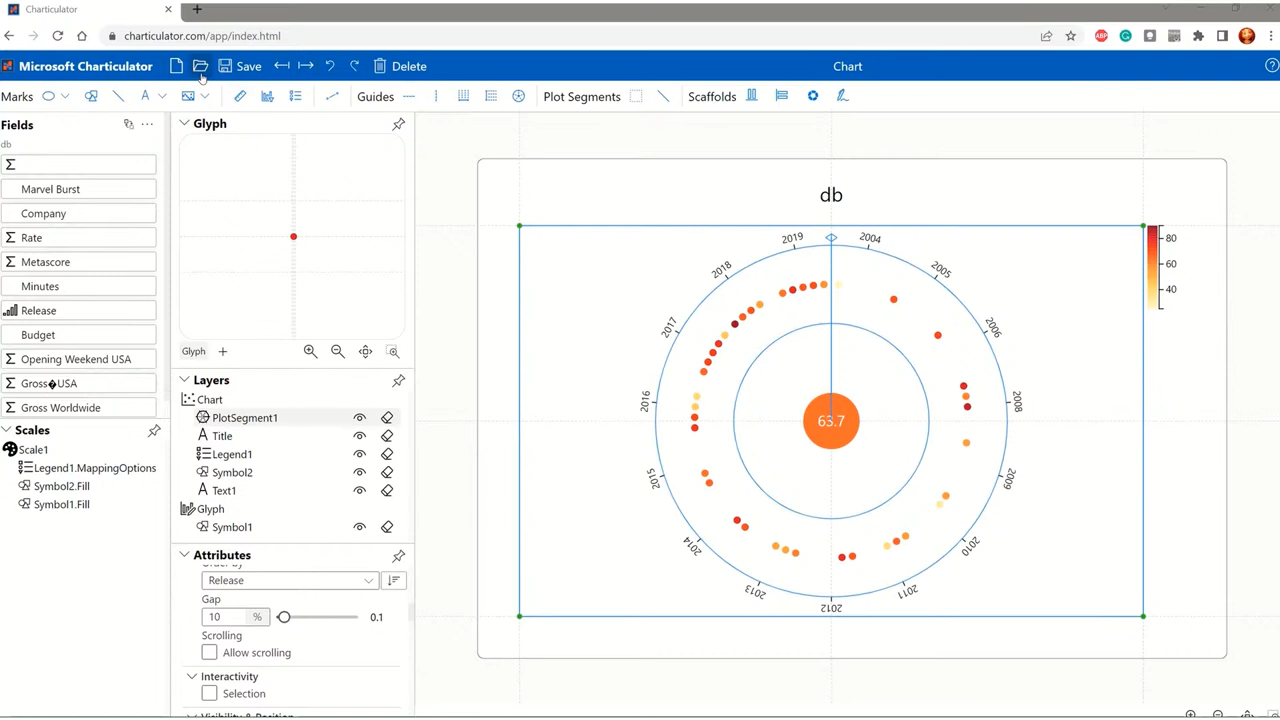 Charticulator
charticulator.com/app/index.html
Microsoft Charticulator
Save
Delete
Chart
Marks
Guides
Plot Segments
Scaffolds
Fields
db
Σ
Marvel Burst
Company
Σ Rate
Σ Metascore
Minutes
Release
Budget
Σ Opening Weekend USA
Σ Gross�USA
Gross Worldwide
Scales
Scale1
Legend1.MappingOptions
Symbol2.Fill
Symbol1.Fill
Glyph
Glyph
Layers
Chart
PlotSegment1
Title
Legend1
Symbol2
Text1
Glyph
Symbol1
Attributes
Order by
Release
Gap
10 %
0.1
Scrolling
Allow scrolling
Interactivity
Selection
Visibility & Position
db
2004
2005
2006
2008
2009
2010
2011
2012
2013
2014
2015
2016
2017
2018
2019
63.7
80
60
40